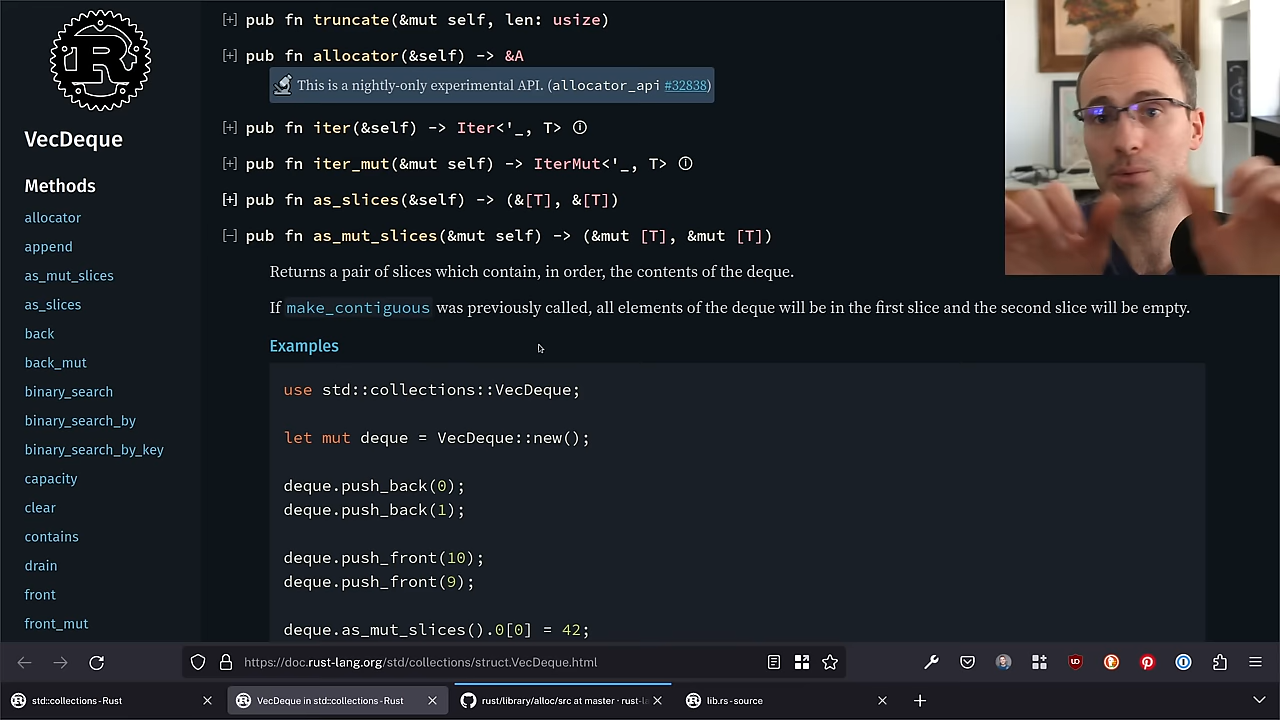 [+] pub fn truncate(&mut self, len: usize)
[+] pub fn allocator(&self) -> &A
🔬 This is a nightly-only experimental API. (allocator_api #32838)
[+] pub fn iter(&self) -> Iter<'_, T> ⓘ
[+] pub fn iter_mut(&mut self) -> IterMut<'_, T> ⓘ
[+] pub fn as_slices(&self) -> (&[T], &[T])
[−] pub fn as_mut_slices(&mut self) -> (&mut [T], &mut [T])
Returns a pair of slices which contain, in order, the contents of the deque.
If make_contiguous was previously called, all elements of the deque will be in the first slice and the second slice will be empty.
Examples
use std::collections::VecDeque;
let mut deque = VecDeque::new();
deque.push_back(0);
deque.push_back(1);
deque.push_front(10);
deque.push_front(9);
deque.as_mut_slices().0[0] = 42;
R
VecDeque
Methods
allocator
append
as_mut_slices
as_slices
back
back_mut
binary_search
binary_search_by
binary_search_by_key
capacity
clear
contains
drain
front
front_mut
https://doc.rust-lang.org/std/collections/struct.VecDeque.html
std::collections - Rust
VecDeque in std::collections - Rust
rust/library/alloc/src at master · rust-la
lib.rs - source